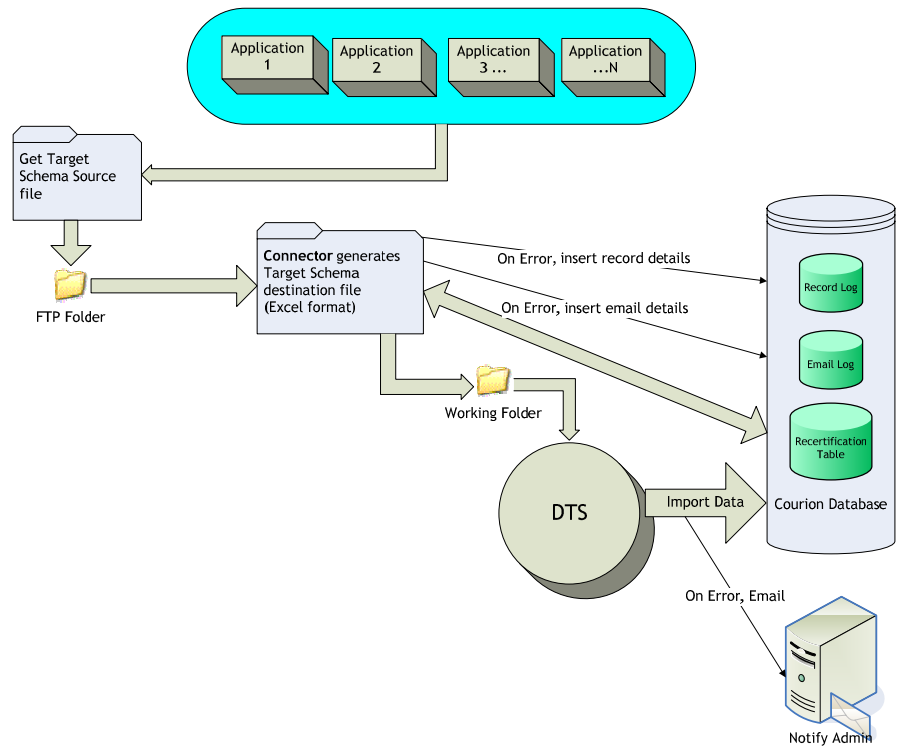 Application
1
Application
2
Application
3 ...
Application
...N
Get Target
Schema Source
file
FTP Folder
Connector generates
Target Schema
destination file
(Excel format)
On Error, insert record details
On Error, insert email details
Record Log
Email Log
Recertification
Table
Courion Database
Working Folder
DTS
Import Data
On Error, Email
Notify Admin